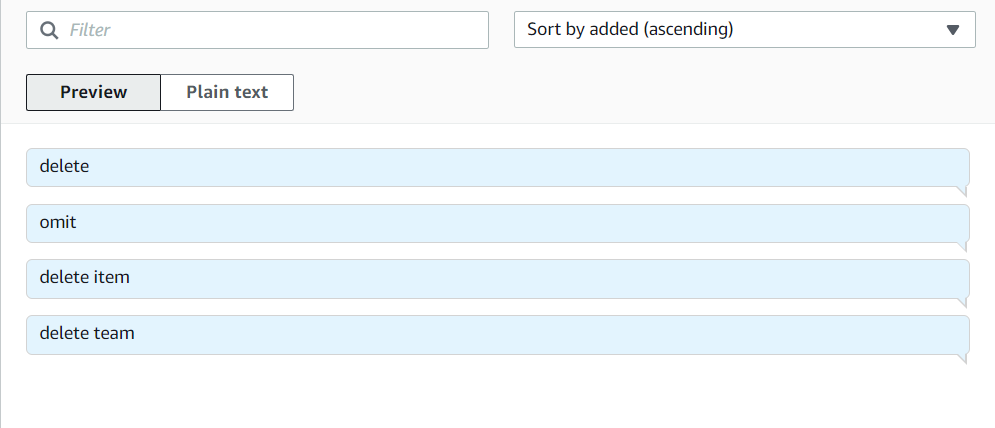 Filter
Sort by added (ascending)
Preview
Plain text
delete
omit
delete item
delete team